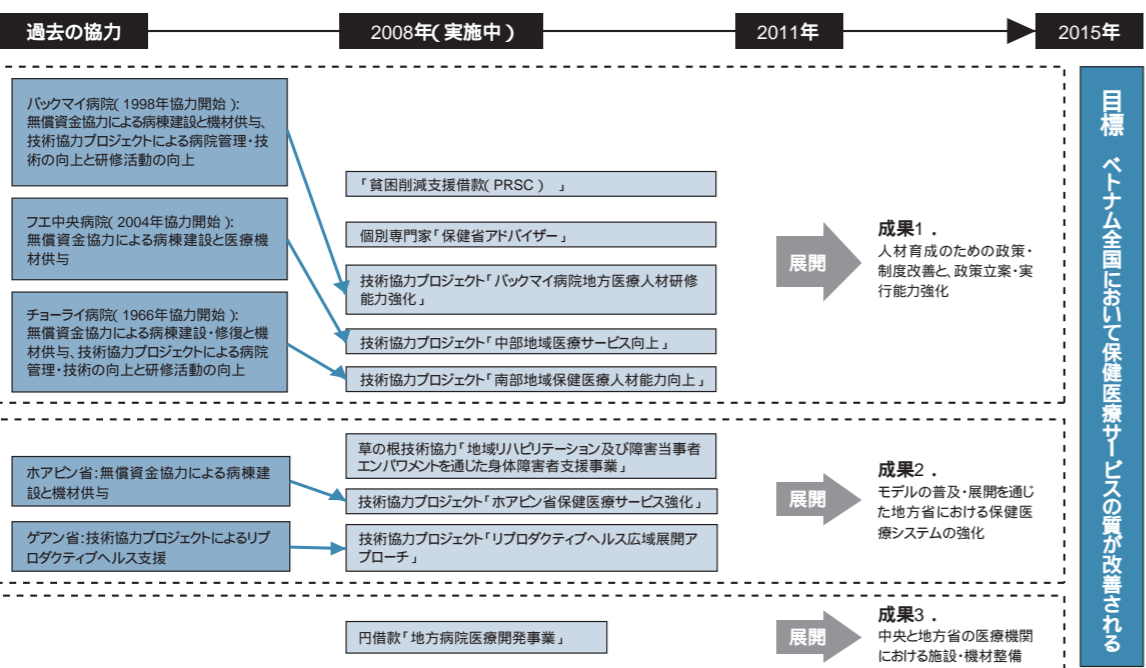 過去の協力
2008年(実施中)
2011年
2015年
バックマイ病院(1998年協力開始):
無償資金協力による病棟建設と機材供与、
技術協力プロジェクトによる病院管理・技
術の向上と研修活動の向上
フエ中央病院(2004年協力開始):
無償資金協力による病棟建設と医療機
材供与
チョーライ病院(1966年協力開始):
無償資金協力による病棟建設・修復と機
材供与、技術協力プロジェクトによる病院
管理・技術の向上と研修活動の向上
「貧困削減支援借款(PRSC) 」
個別専門家「保健省アドバイザー」
技術協力プロジェクト「バックマイ病院地方医療人材研修
能力強化」
技術協力プロジェクト「中部地域医療サービス向上」
技術協力プロジェクト「南部地域保健医療人材能力向上」
展開
成果1.
人材育成のための政策・
制度改善と、政策立案・実
行能力強化
ホアビン省:無償資金協力による病棟建
設と機材供与
ゲアン省:技術協力プロジェクトによるリプ
ロダクティブヘルス支援
草の根技術協力「地域リハビリテーション及び障害当事者
エンパワメントを通じた身体障害者支援事業」
技術協力プロジェクト「ホアビン省保健医療サービス強化」
技術協力プロジェクト「リプロダクティブヘルス広域展開ア
プローチ」
展開
成果2.
モデルの普及・展開を通じ
た地方省における保健医
療システムの強化
円借款「地方病院医療開発事業」
展開
成果3.
中央と地方省の医療機関
における施設・機材整備
目標 ベトナム全国において保健医療サービスの質が改善される